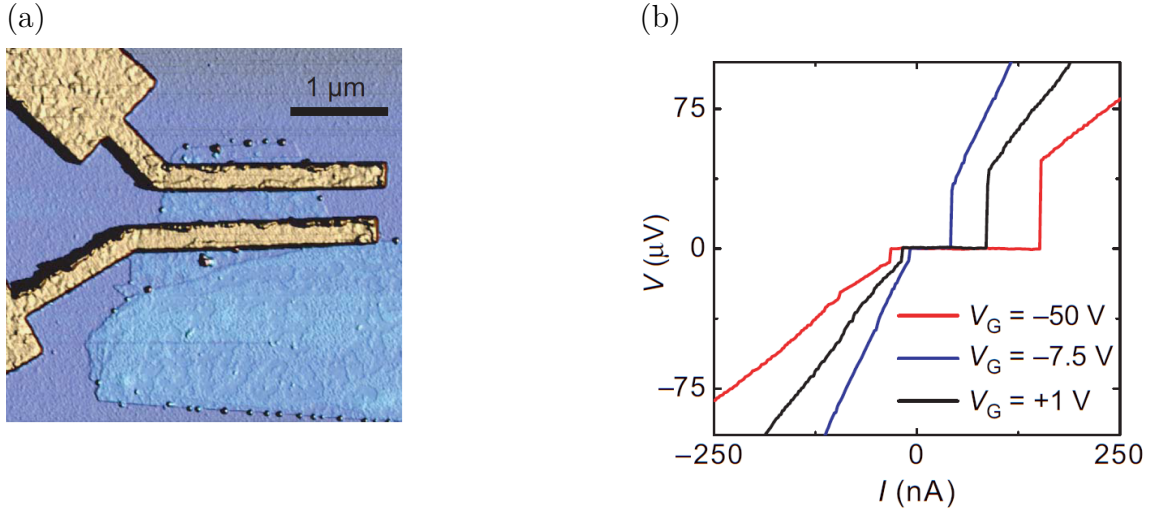 (a)
1 μm
(b)
75
0
−75
V (μV)
V_G = –50 V
V_G = –7.5 V
V_G = +1 V
−250
0
250
I (nA)